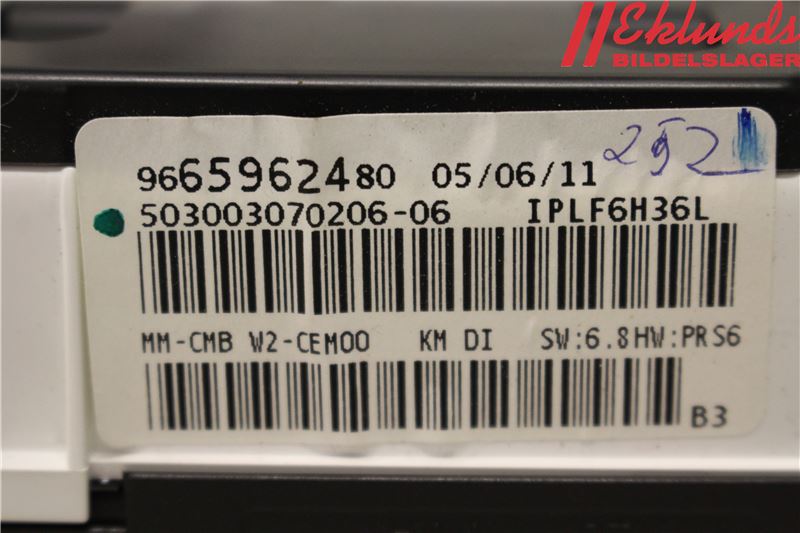 Eklunds
BILDELSLAGER
252
9665962480 05/06/11
503003070206-06 IPLF6H36L
MM-CMB W2-CEM00 KM DI SW:6.8HW:PRS6
B3